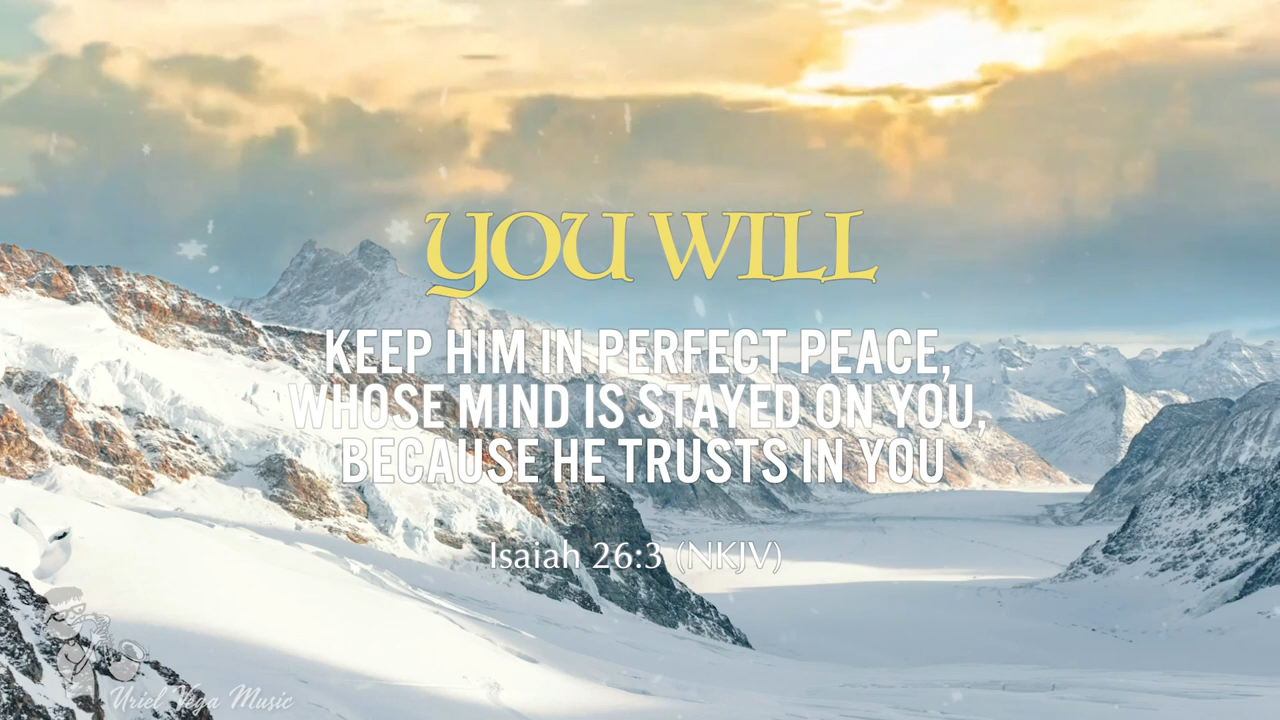 YOU WILL
KEEP HIM IN PERFECT PEACE,
WHOSE MIND IS STAYED ON YOU,
BECAUSE HE TRUSTS IN YOU
Isaiah 26:3 (NKJV)
Uriel Vega Music